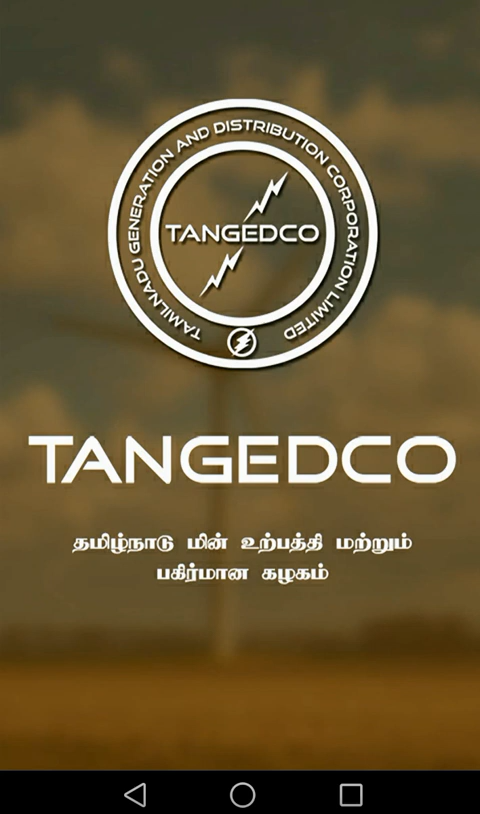 TAMILNADU GENERATION AND DISTRIBUTION CORPORATION LIMITED
TANGEDCO
TANGEDCO
தமிழ்நாடு மின் உற்பத்தி மற்றும்
பகிர்மான கழகம்